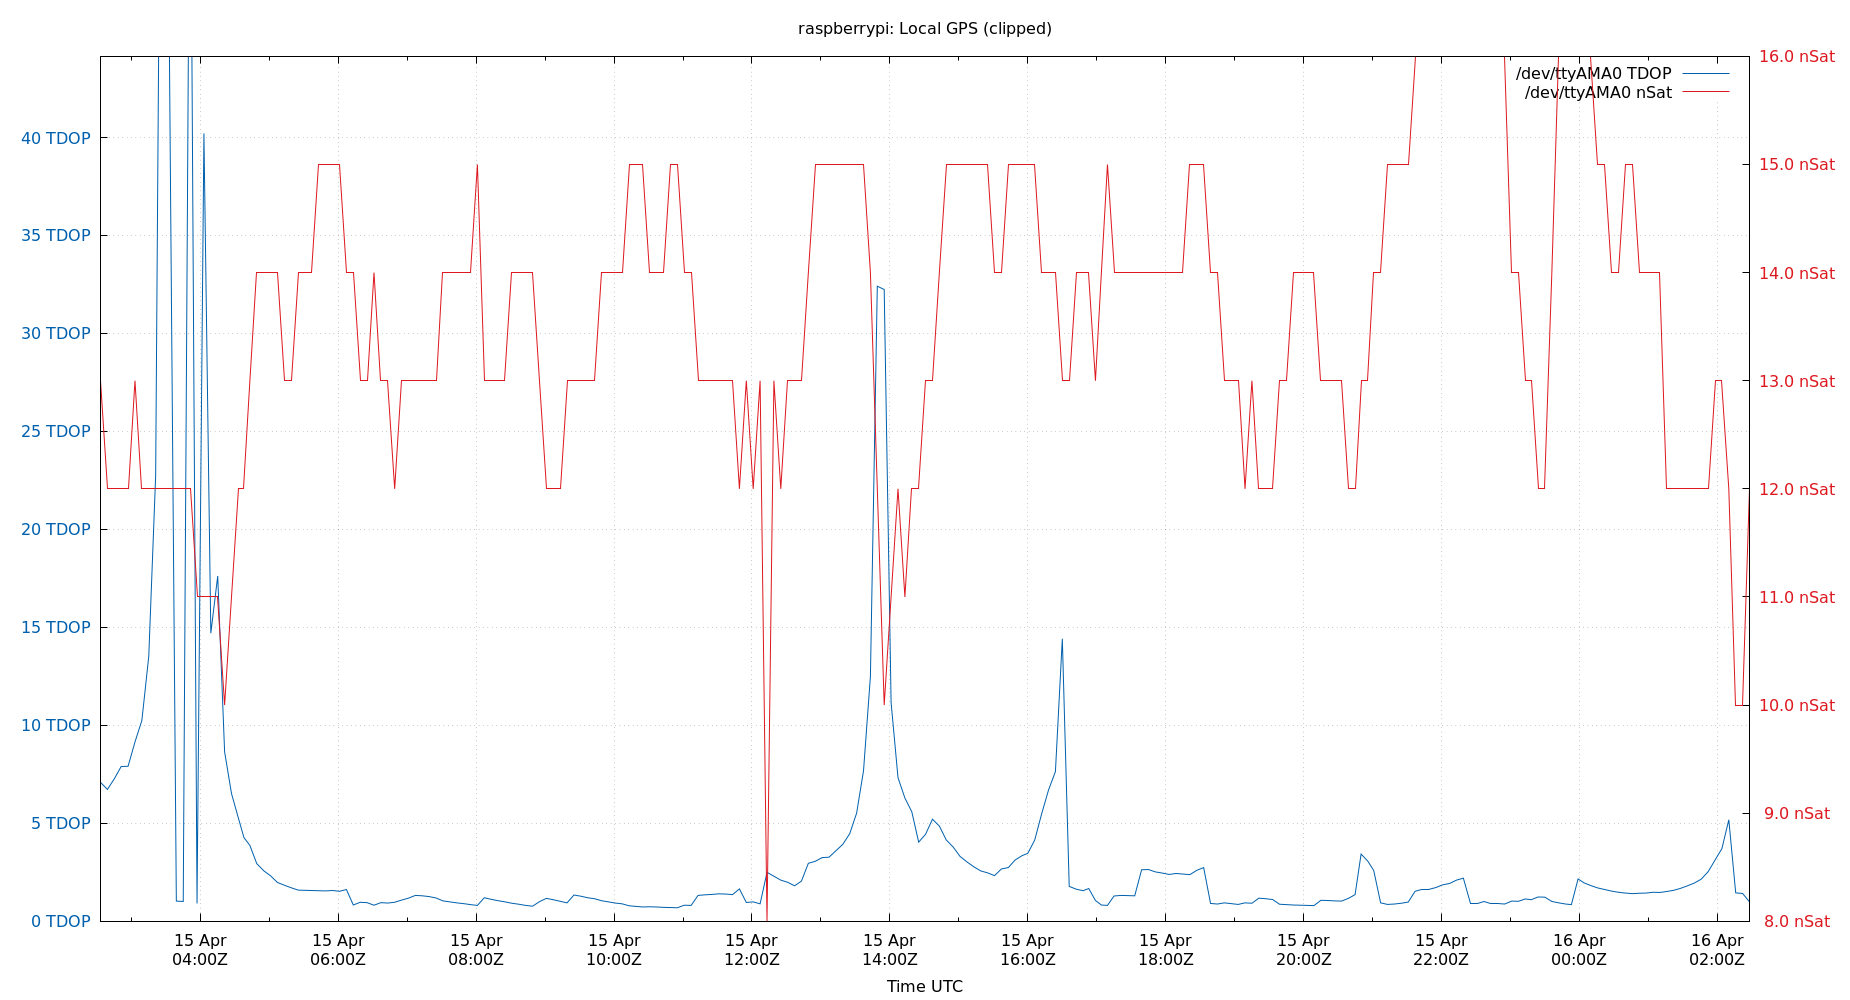 raspberrypi: Local GPS (clipped)
/dev/ttyAMA0 TDOP
/dev/ttyAMA0 nSat
40 TDOP
35 TDOP
30 TDOP
25 TDOP
20 TDOP
15 TDOP
10 TDOP
5 TDOP
0 TDOP
16.0 nSat
15.0 nSat
14.0 nSat
13.0 nSat
12.0 nSat
11.0 nSat
10.0 nSat
9.0 nSat
8.0 nSat
15 Apr
04:00Z
15 Apr
06:00Z
15 Apr
08:00Z
15 Apr
10:00Z
15 Apr
12:00Z
15 Apr
14:00Z
15 Apr
16:00Z
15 Apr
18:00Z
15 Apr
20:00Z
15 Apr
22:00Z
16 Apr
00:00Z
16 Apr
02:00Z
Time UTC